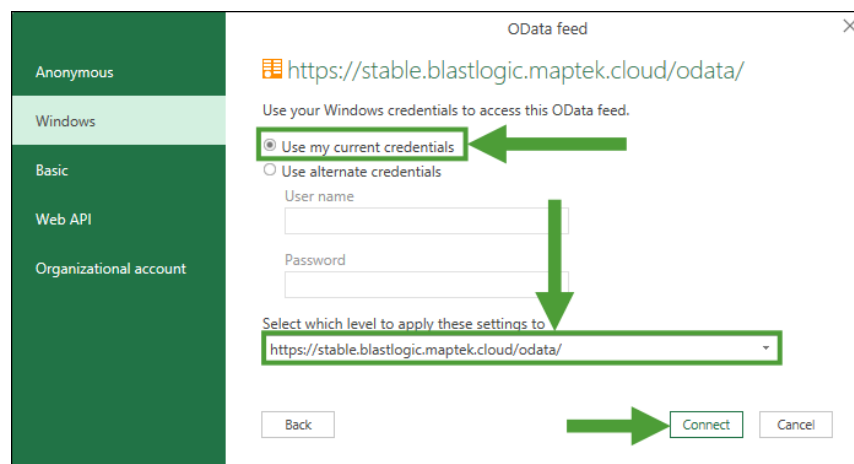 OData feed
Anonymous
Windows
Basic
Web API
Organizational account
https://stable.blastlogic.maptek.cloud/odata/
Use your Windows credentials to access this OData feed.
Use my current credentials
Use alternate credentials
User name
Password
Select which level to apply these settings to
https://stable.blastlogic.maptek.cloud/odata/
Back
Connect
Cancel